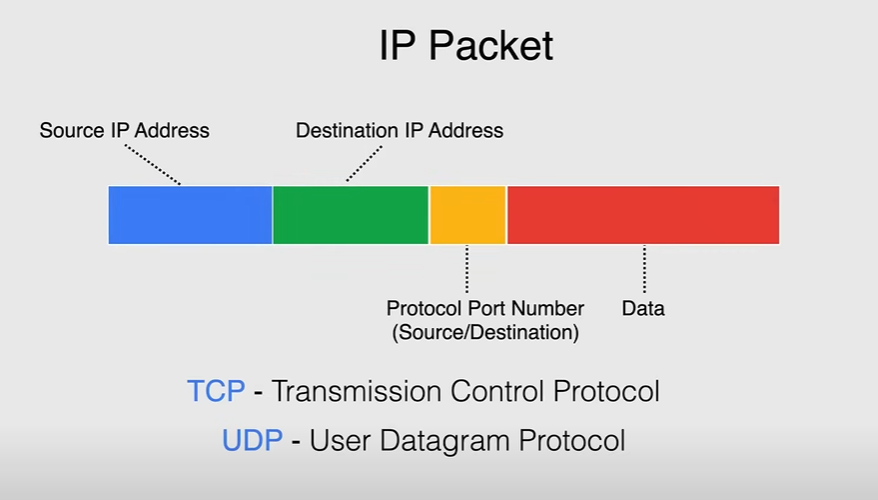 IP Packet
Source IP Address
Destination IP Address
Protocol Port Number
(Source/Destination)
Data
TCP - Transmission Control Protocol
UDP - User Datagram Protocol